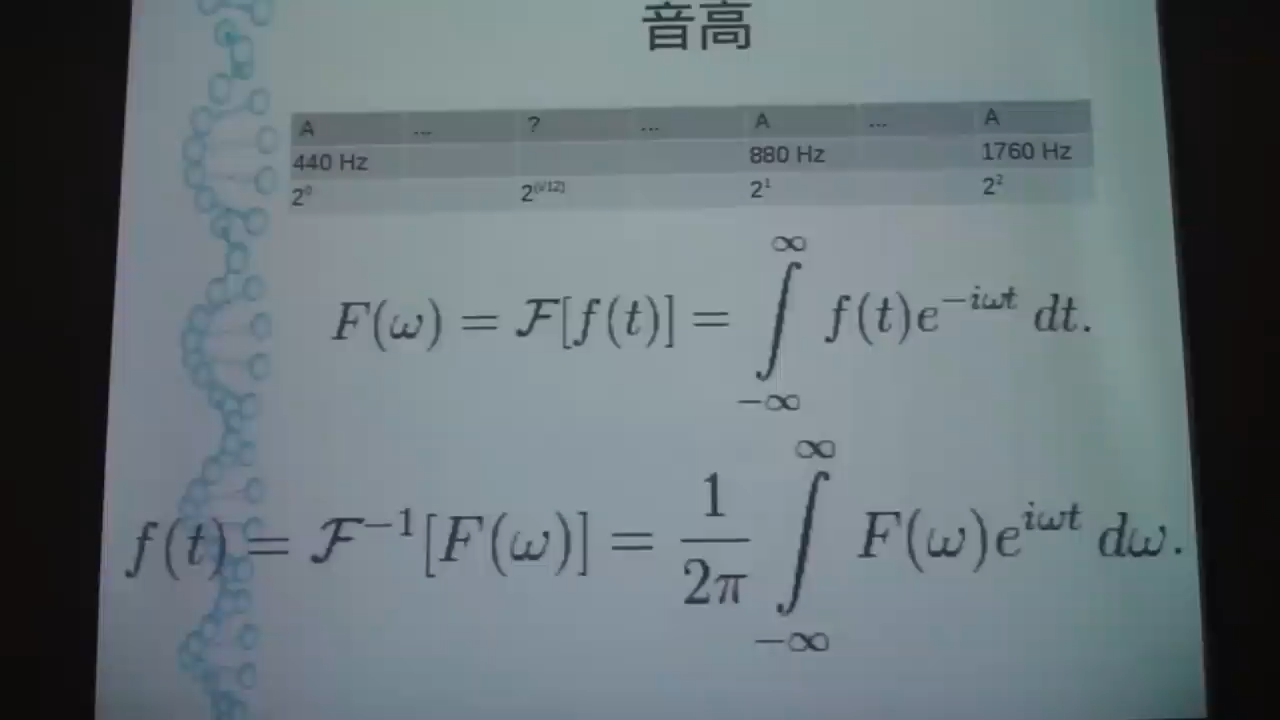 音高
A ... ? ... A ... A
440 Hz 880 Hz 1760 Hz
2⁰ 2⁽ⁱ/¹²⁾ 2¹ 2²
F(ω) = ℱ[f(t)] = ∫_{-∞}^{∞} f(t)e^{-iωt} dt.
f(t) = ℱ⁻¹[F(ω)] = \frac{1}{2π} ∫_{-∞}^{∞} F(ω)e^{iωt} dω.